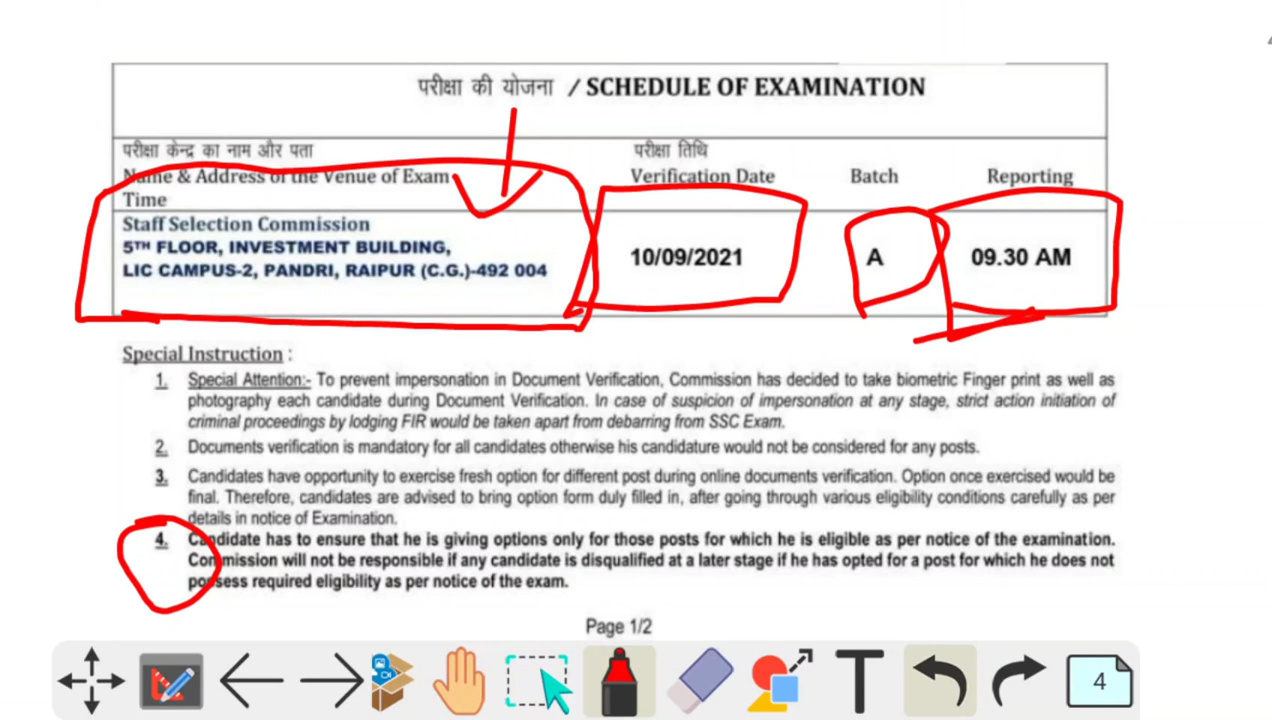 परीक्षा की योजना / SCHEDULE OF EXAMINATION
परीक्षा केन्द्र का नाम और पता परीक्षा तिथि
Name & Address of the Venue of Exam Verification Date Batch Reporting
Time
Staff Selection Commission
5TH FLOOR, INVESTMENT BUILDING,
LIC CAMPUS-2, PANDRI, RAIPUR (C.G.)-492 004
10/09/2021 A 09.30 AM
Special Instruction :
1. Special Attention:- To prevent impersonation in Document Verification, Commission has decided to take biometric Finger print as well as
photography each candidate during Document Verification. In case of suspicion of impersonation at any stage, strict action initiation of
criminal proceedings by lodging FIR would be taken apart from debarring from SSC Exam.
2. Documents verification is mandatory for all candidates otherwise his candidature would not be considered for any posts.
3. Candidates have opportunity to exercise fresh option for different post during online documents verification. Option once exercised would be
final. Therefore, candidates are advised to bring option form duly filled in, after going through various eligibility conditions carefully as per
details in notice of Examination.
4. Candidate has to ensure that he is giving options only for those posts for which he is eligible as per notice of the examination.
Commission will not be responsible if any candidate is disqualified at a later stage if he has opted for a post for which he does not
possess required eligibility as per notice of the exam.
Page 1/2
T
4